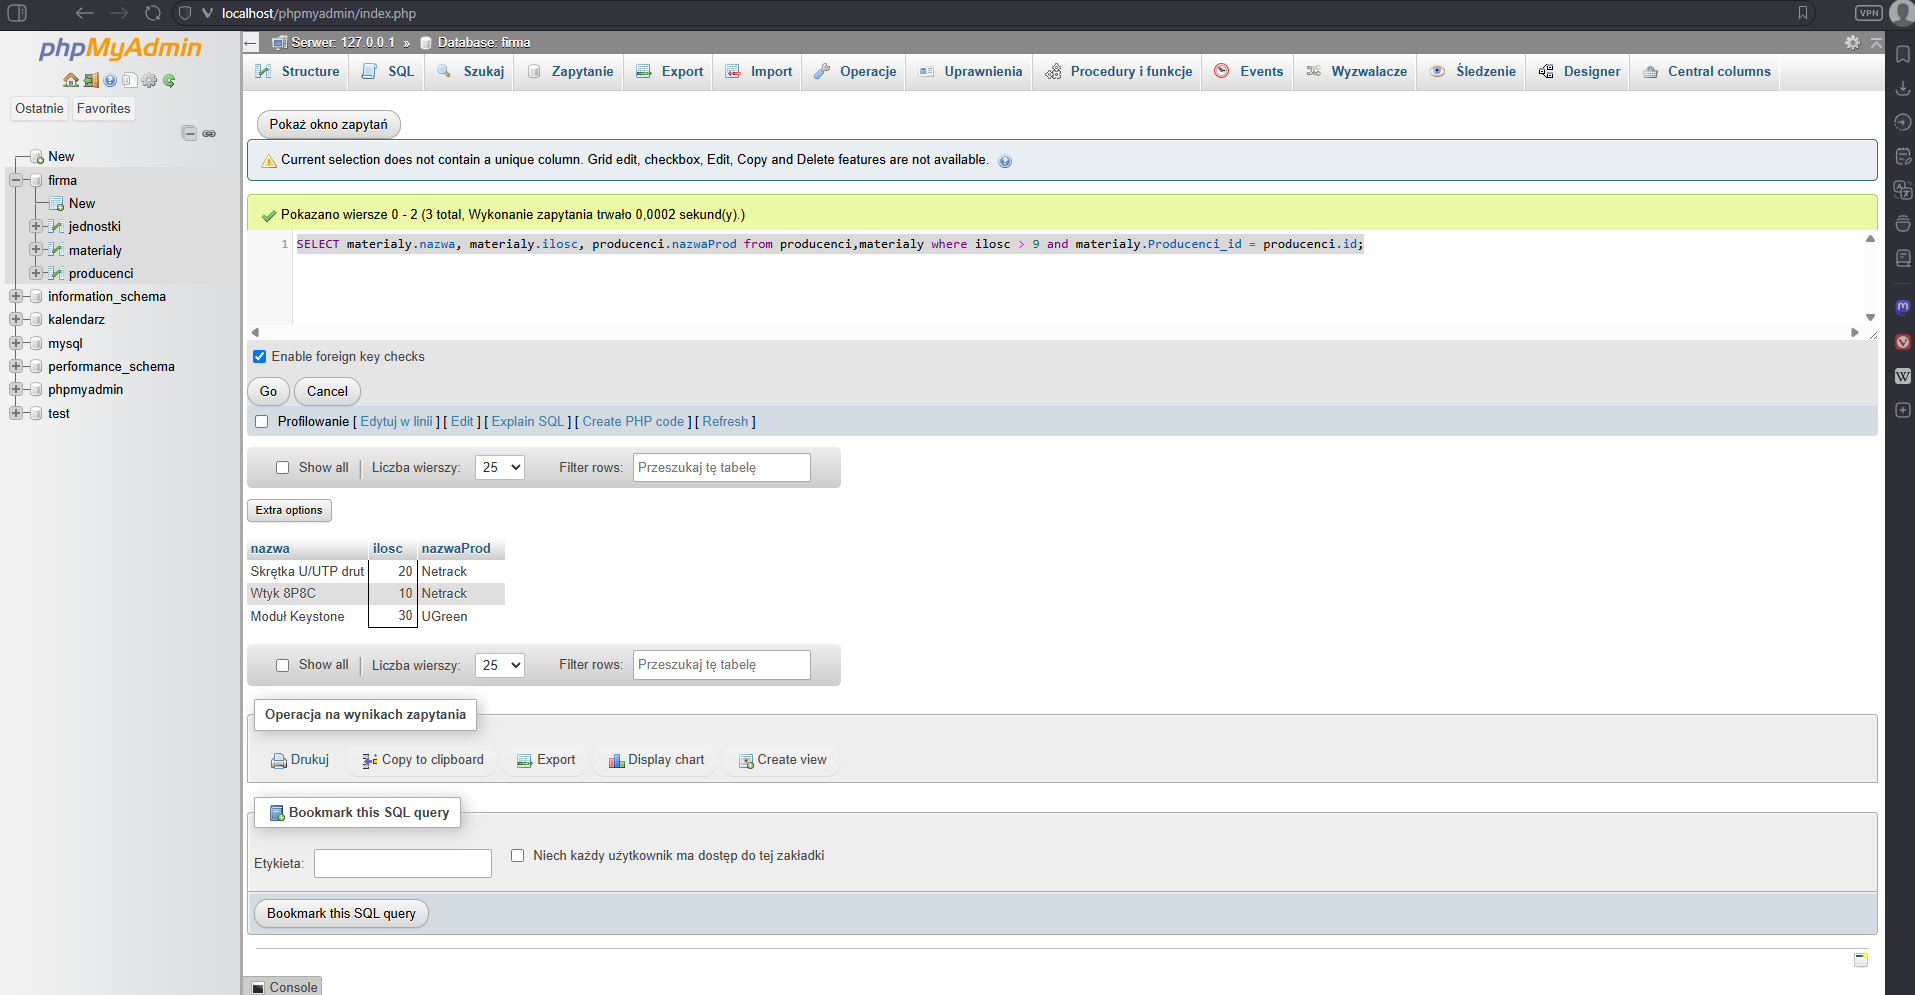 localhost/phpmyadmin/index.php
VPN
phpMyAdmin
Ostatnie Favorites
New
firma
New
jednostki
materialy
producenci
information_schema
kalendarz
mysql
performance_schema
phpmyadmin
test
Serwer: 127.0.0.1 » Database: firma
Structure SQL Szukaj Zapytanie Export Import Operacje Uprawnienia Procedury i funkcje Events Wyzwalacze Śledzenie Designer Central columns
Pokaż okno zapytań
Current selection does not contain a unique column. Grid edit, checkbox, Edit, Copy and Delete features are not available.
Pokazano wiersze 0 - 2 (3 total, Wykonanie zapytania trwało 0,0002 sekund(y).)
1 SELECT materialy.nazwa, materialy.ilosc, producenci.nazwaProd from producenci,materialy where ilosc > 9 and materialy.Producenci_id = producenci.id;
Enable foreign key checks
Go Cancel
Profilowanie [ Edytuj w linii ] [ Edit ] [ Explain SQL ] [ Create PHP code ] [ Refresh ]
Show all | Liczba wierszy: 25 Filter rows: Przeszukaj tę tabelę
Extra options
nazwa ilosc nazwaProd
Skrętka U/UTP drut 20 Netrack
Wtyk 8P8C 10 Netrack
Moduł Keystone 30 UGreen
Show all | Liczba wierszy: 25 Filter rows: Przeszukaj tę tabelę
Operacja na wynikach zapytania
Drukuj Copy to clipboard Export Display chart Create view
Bookmark this SQL query
Etykieta: Niech każdy użytkownik ma dostęp do tej zakładki
Bookmark this SQL query
Console